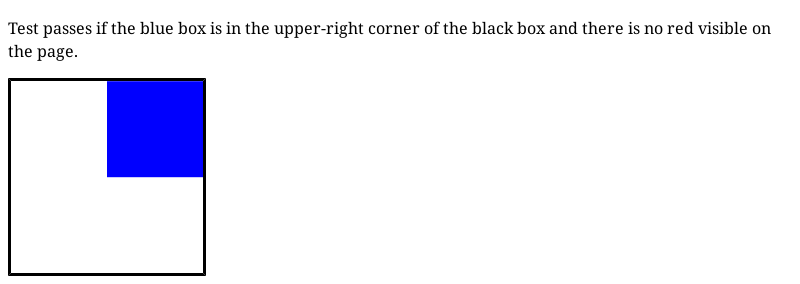 Test passes if the blue box is in the upper-right corner of the black box and there is no red visible on
the page.